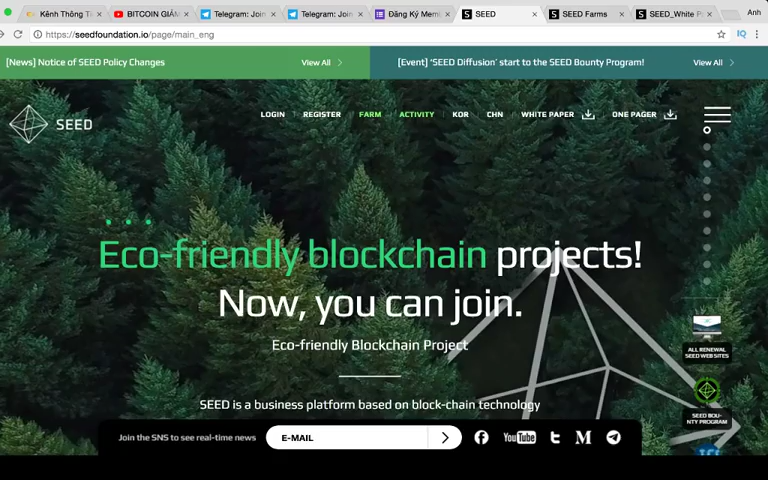 Kênh Thông Tỉ
BITCOIN GIẢM
Telegram: Join
Telegram: Join
Đăng Ký Mem
SEED
SEED Farms
SEED_White P
Anh
https://seedfoundation.io/page/main_eng
[News] Notice of SEED Policy Changes
View All
[Event] ‘SEED Diffusion’ start to the SEED Bounty Program!
View All
SEED
LOGIN
REGISTER
FARM
ACTIVITY
KOR
CHN
WHITE PAPER
ONE PAGER
Eco-friendly blockchain projects!
Now, you can join.
Eco-friendly Blockchain Project
SEED is a business platform based on block-chain technology
ALL RENEWAL
SEED WEB SITES
SEED BOU-
NTY PROGRAM
Join the SNS to see real-time news
E-MAIL
YouTube